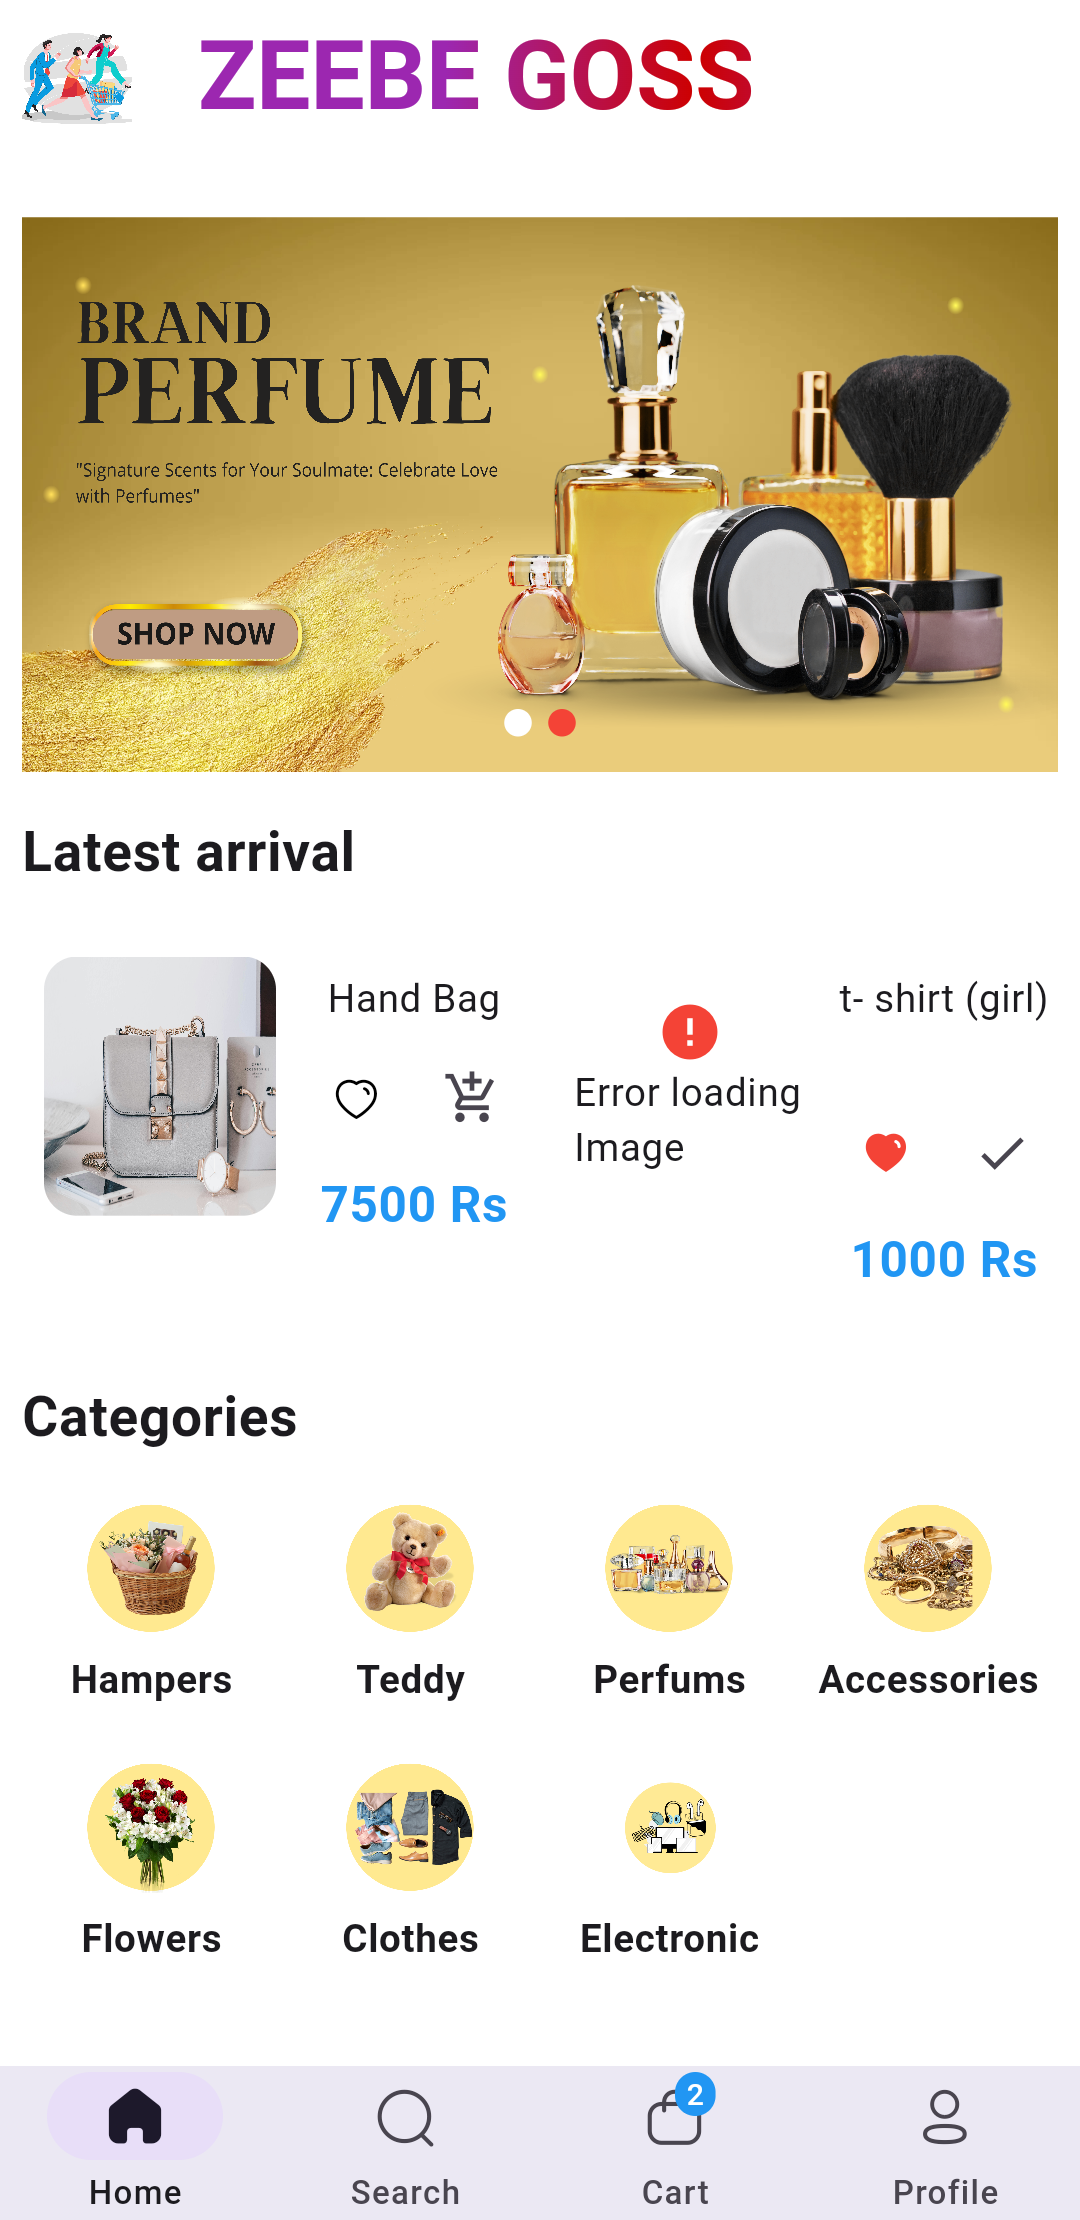 ZEEBE GOSS
BRAND
PERFUME
"Signature Scents for Your Soulmate: Celebrate Love
with Perfumes"
SHOP NOW
Latest arrival
Hand Bag
7500 Rs
Error loading
Image
t- shirt (girl)
1000 Rs
Categories
Hampers
Teddy
Perfums
Accessories
Flowers
Clothes
Electronic
2
Home
Search
Cart
Profile